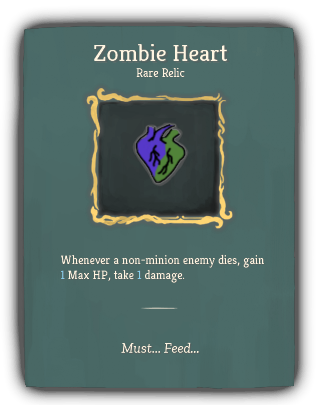 Zombie Heart
Rare Relic
Whenever a non-minion enemy dies, gain
1 Max HP, take 1 damage.
Must... Feed...